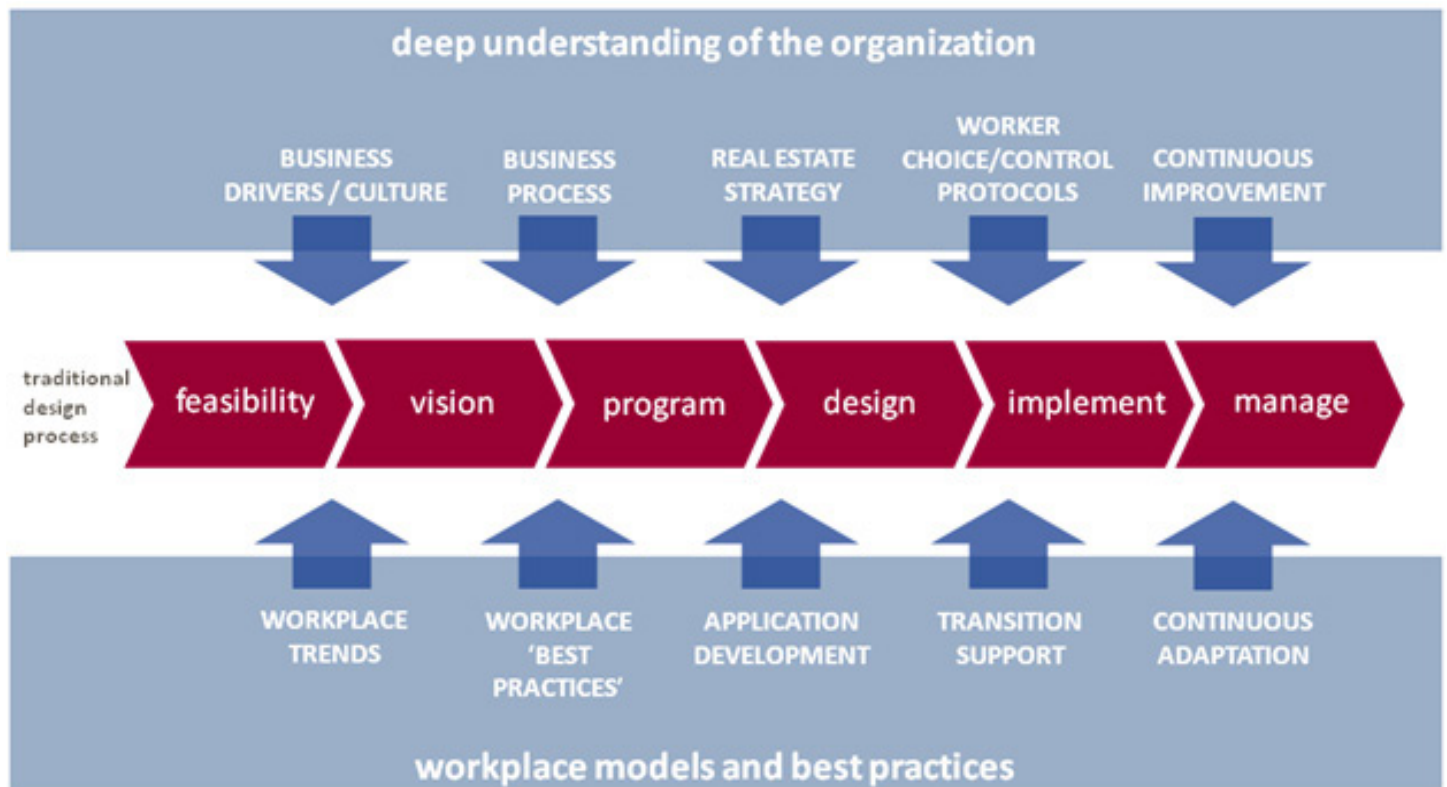 deep understanding of the organization
BUSINESS
DRIVERS / CULTURE
BUSINESS
PROCESS
REAL ESTATE
STRATEGY
WORKER
CHOICE/CONTROL
PROTOCOLS
CONTINUOUS
IMPROVEMENT
traditional
design
process
feasibility
vision
program
design
implement
manage
WORKPLACE
TRENDS
WORKPLACE
‘BEST
PRACTICES’
APPLICATION
DEVELOPMENT
TRANSITION
SUPPORT
CONTINUOUS
ADAPTATION
workplace models and best practices